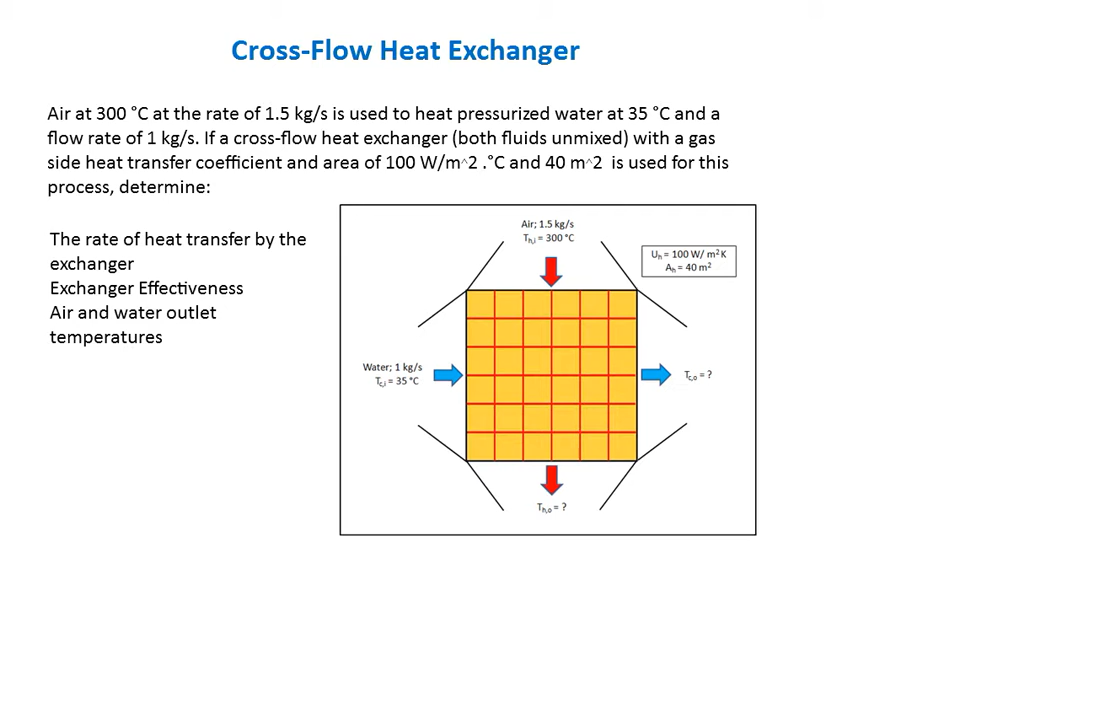 Cross-Flow Heat Exchanger
Air at 300 °C at the rate of 1.5 kg/s is used to heat pressurized water at 35 °C and a
flow rate of 1 kg/s. If a cross-flow heat exchanger (both fluids unmixed) with a gas
side heat transfer coefficient and area of 100 W/m^2 .°C and 40 m^2 is used for this
process, determine:
The rate of heat transfer by the
exchanger
Exchanger Effectiveness
Air and water outlet
temperatures
Air; 1.5 kg/s
Th,i = 300 °C
Uh = 100 W/ m²K
Ah = 40 m²
Water; 1 kg/s
Tc,i = 35 °C
Tc,o = ?
Th,o = ?